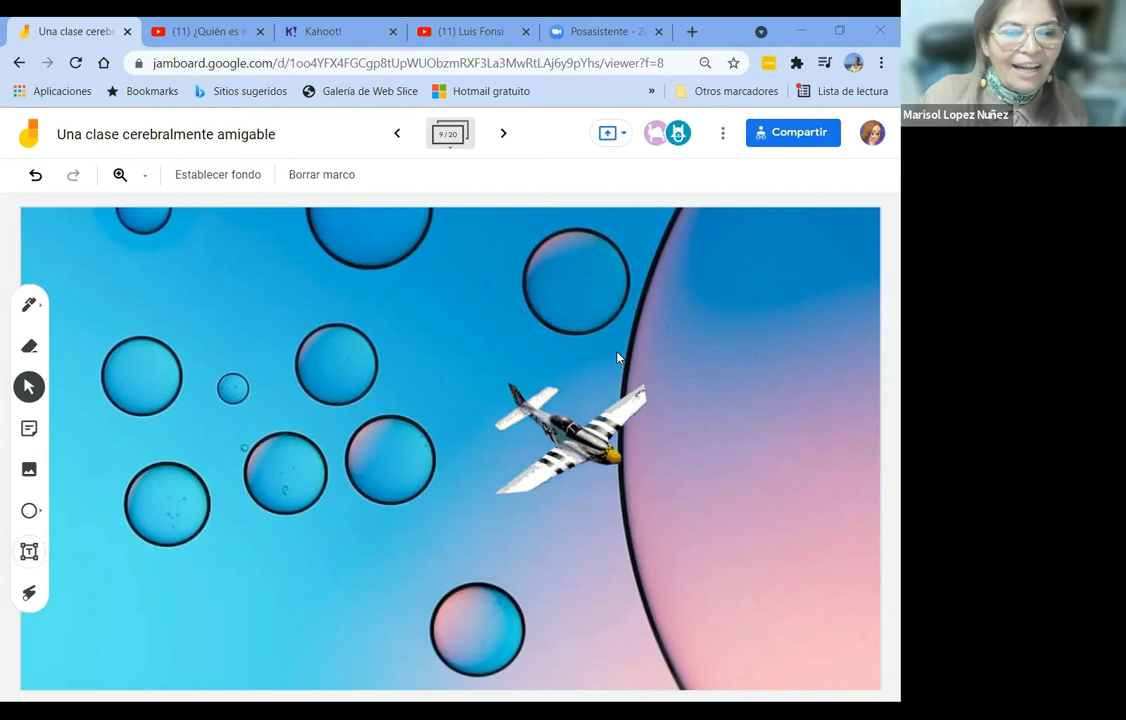 Una clase cereb
(11) ¿Quién es e
Kahoot!
(11) Luis Fonsi -
Posasistente - Z
jamboard.google.com/d/1oo4YFX4FGCgp8tUpWUObzmRXF3La3MwRtLAj6y9pYhs/viewer?f=8
Aplicaciones
Bookmarks
Sitios sugeridos
Galería de Web Slice
Hotmail gratuito
»
Otros marcadores
Lista de lectura
Marisol Lopez Nuñez
Una clase cerebralmente amigable
9/20
Compartir
Establecer fondo
Borrar marco